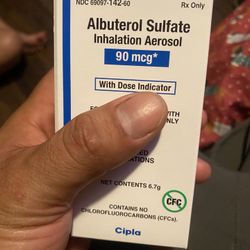 NDC 69097-142-60
Rx Only
Albuterol Sulfate
Inhalation Aerosol
90 mcg*
With Dose Indicator
WITH
ONLY
CONTENTS 6.7g
CFC
CONTAINS NO
CHLOROFLUOROCARBONS (CFCs).
Cipla